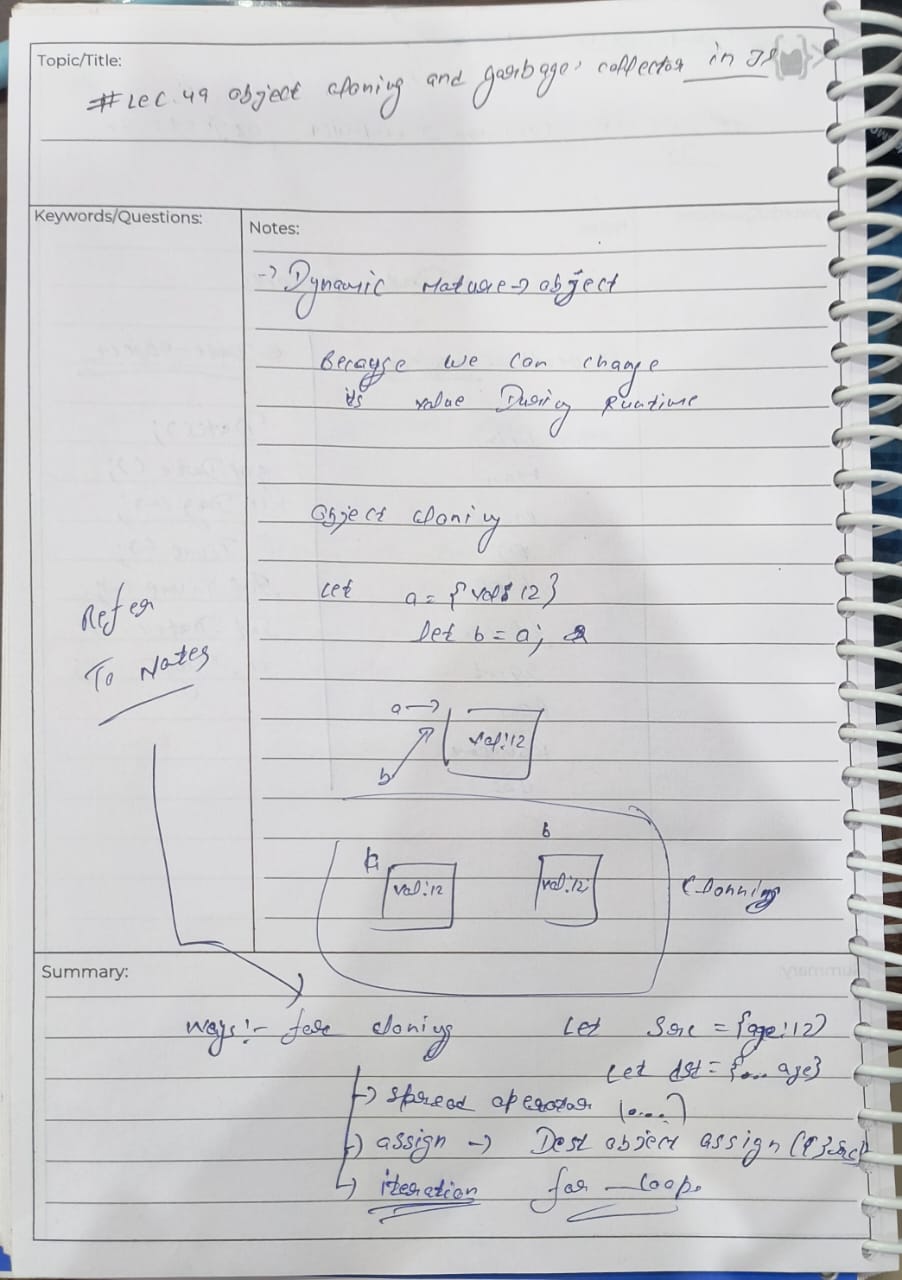 Topic/Title:
# Lec. 49 object cloning and garbage collector in JS {}
Keywords/Questions:
Notes:
-> Dynamic Nature -> object
Because we can change
its value During Runtime
Object cloning
Let a = {val: 12}
let b = a;
Refer
To Notes
a ->
val:12
b
a
b
val:12
val:12
Clonning
Summary:
Ways:- for cloning
Let Src = {age:12}
Let dst = {... age}
-> spread operator (...)
-> assign -> Dest object assign ({}, src)
-> iteration for - loop.